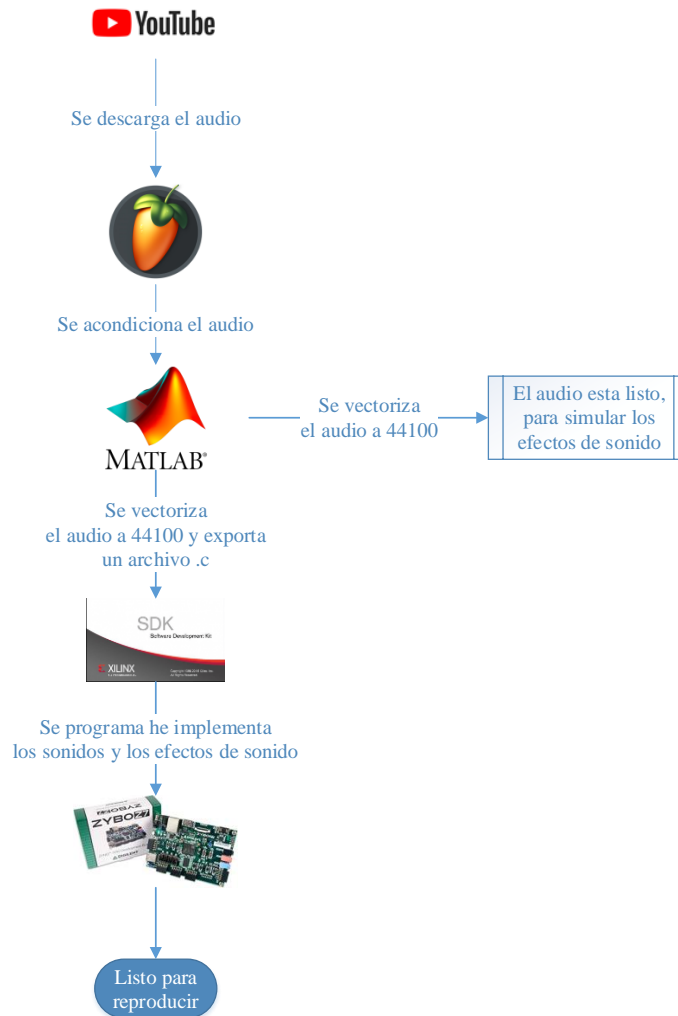 YouTube
Se descarga el audio
Se acondiciona el audio
MATLAB®
Se vectoriza
el audio a 44100
El audio esta listo,
para simular los
efectos de sonido
Se vectoriza
el audio a 44100 y exporta
un archivo .c
SDK
Software Development Kit
XILINX
Se programa he implementa
los sonidos y los efectos de sonido
ZYBO Z7
Listo para
reproducir